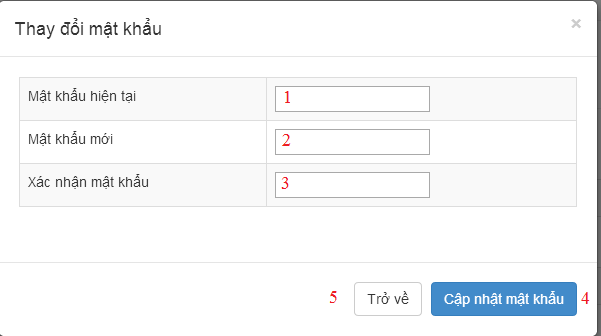 Thay đổi mật khẩu ×
Mật khẩu hiện tại 1
Mật khẩu mới 2
Xác nhận mật khẩu 3
5 Trở về Cập nhật mật khẩu 4